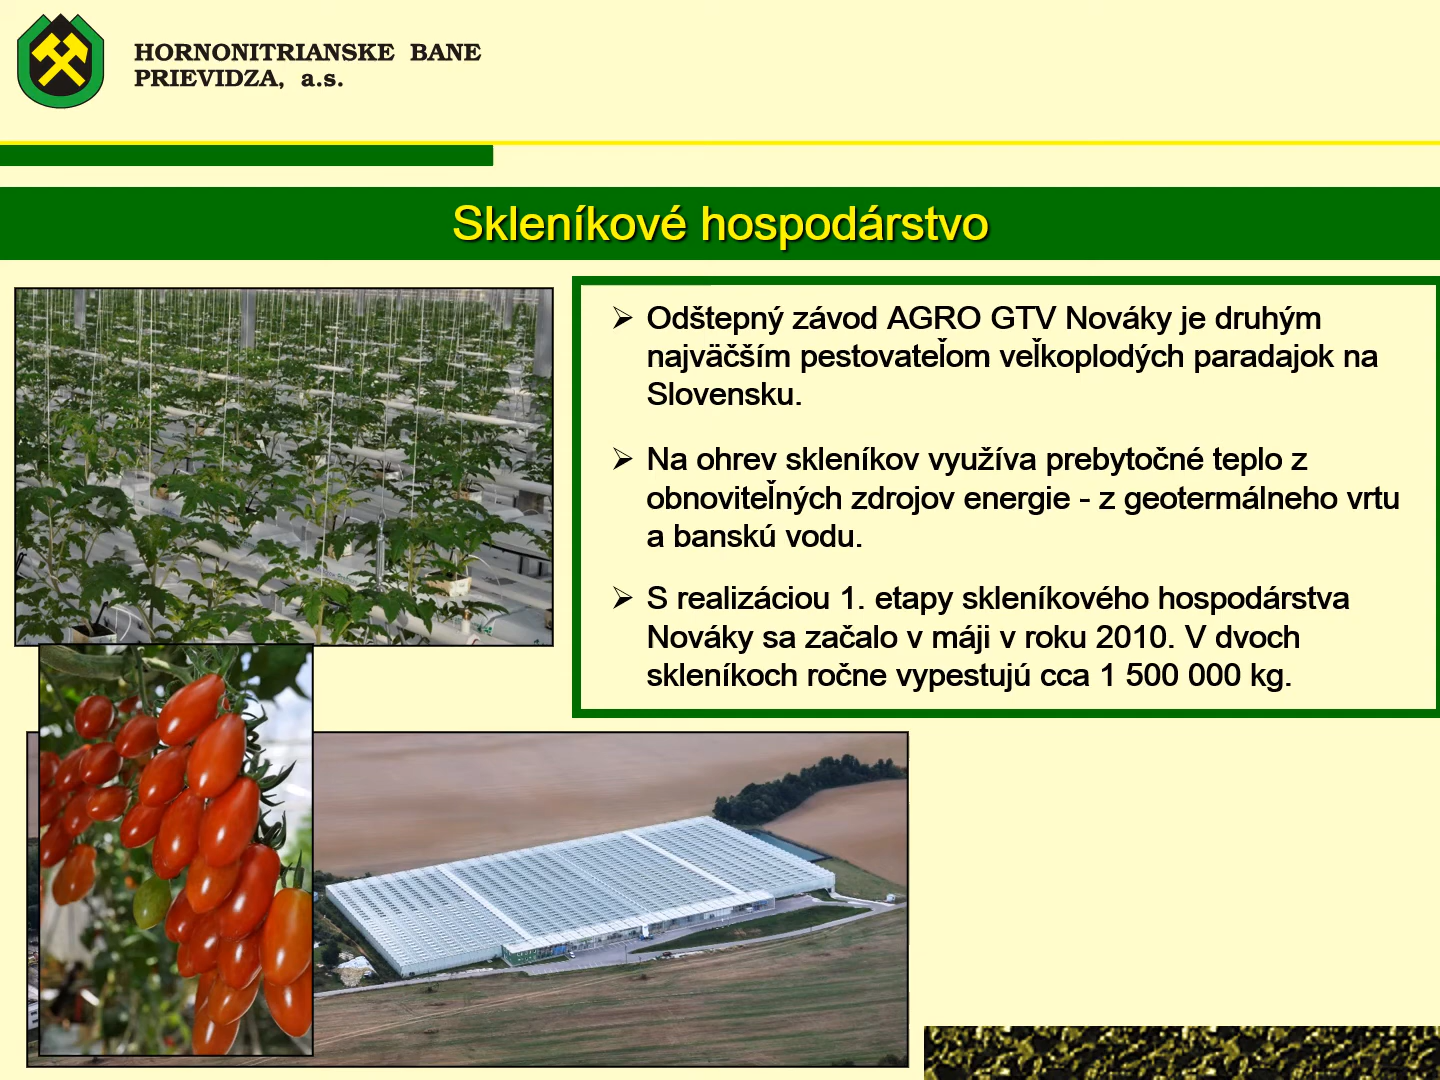 HORNONITRIANSKE BANE
PRIEVIDZA, a.s.
Skleníkové hospodárstvo
➢ Odštepný závod AGRO GTV Nováky je druhým
najväčším pestovateľom veľkoplodých paradajok na
Slovensku.
➢ Na ohrev skleníkov využíva prebytočné teplo z
obnoviteľných zdrojov energie - z geotermálneho vrtu
a banskú vodu.
➢ S realizáciou 1. etapy skleníkového hospodárstva
Nováky sa začalo v máji v roku 2010. V dvoch
skleníkoch ročne vypestujú cca 1 500 000 kg.